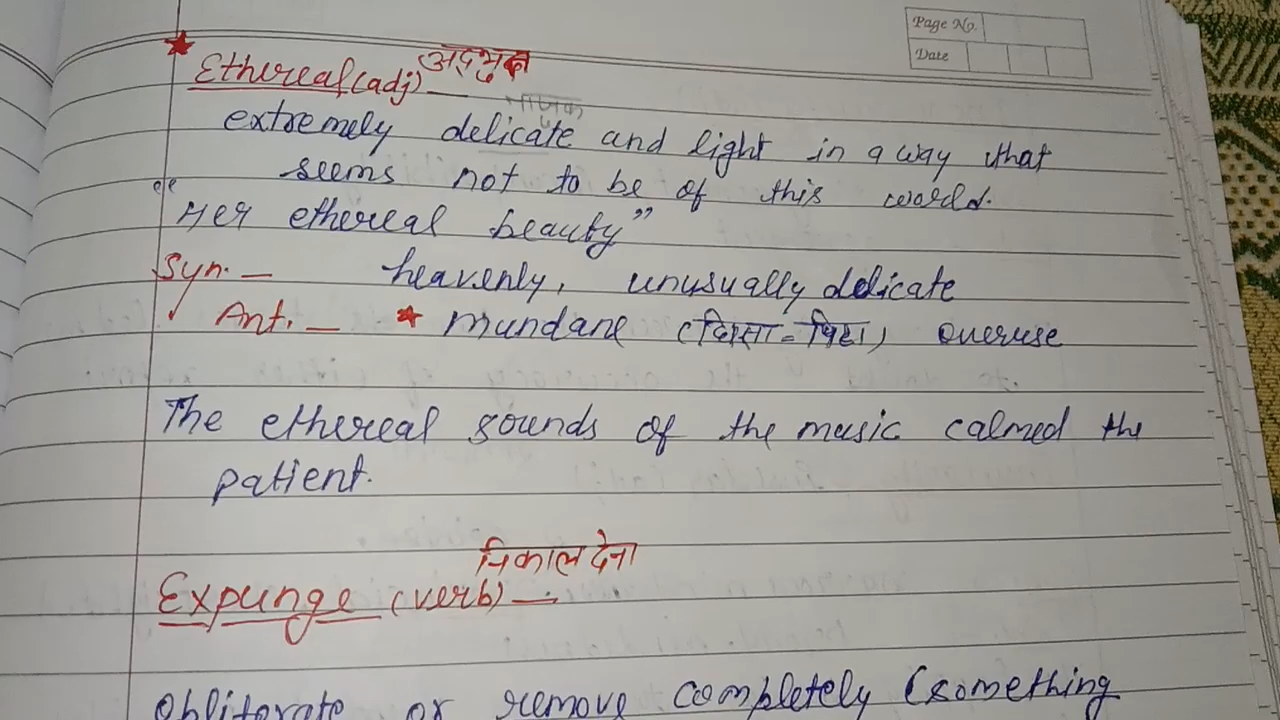 Page No.
Date
Ethereal (adj) — अद्भुत
नाजुक
extremely delicate and light in a way that
seems not to be of this world.
"Her ethereal beauty"
Syn. — heavenly, unusually delicate
Ant. — mundane (घिसा-पिटा) overuse
The ethereal sounds of the music calmed the
patient.
निकाल देना
Expunge (verb) —
obliterate or remove completely (something